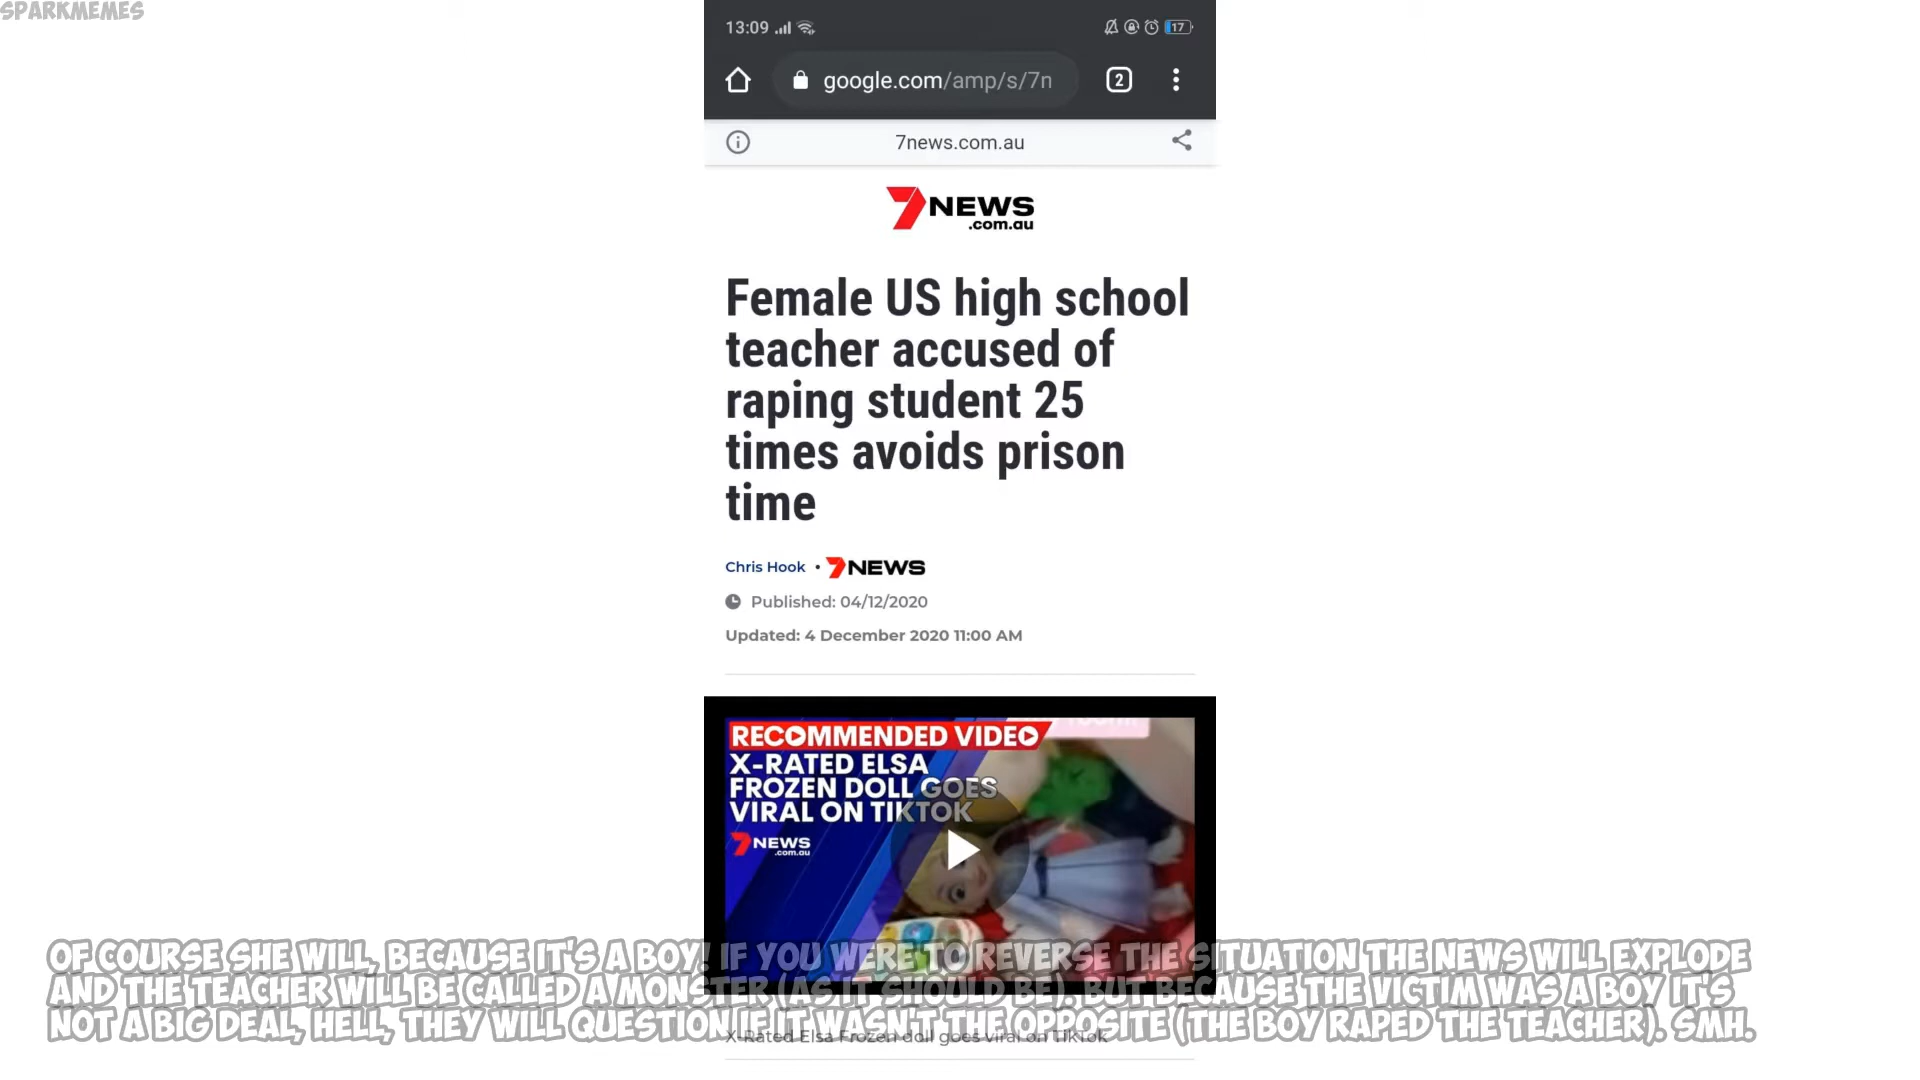 SPARKMEMES
13:09
17
google.com/amp/s/7n
2
7news.com.au
7NEWS
.com.au
Female US high school
teacher accused of
raping student 25
times avoids prison
time
Chris Hook • 7NEWS
Published: 04/12/2020
Updated: 4 December 2020 11:00 AM
RECOMMENDED VIDEO
X-RATED ELSA
FROZEN DOLL GOES
VIRAL ON TIKTOK
7NEWS
.com.au
OF COURSE SHE WILL, BECAUSE IT'S A BOY! IF YOU WERE TO REVERSE THE SITUATION THE NEWS WILL EXPLODE
AND THE TEACHER WILL BE CALLED A MONSTER (AS IT SHOULD BE). BUT BECAUSE THE VICTIM WAS A BOY IT'S
NOT A BIG DEAL, HELL, THEY WILL QUESTION IF IT WASN'T THE OPPOSITE (THE BOY RAPED THE TEACHER). SMH.
X-Rated Elsa Frozen doll goes viral on TikTok